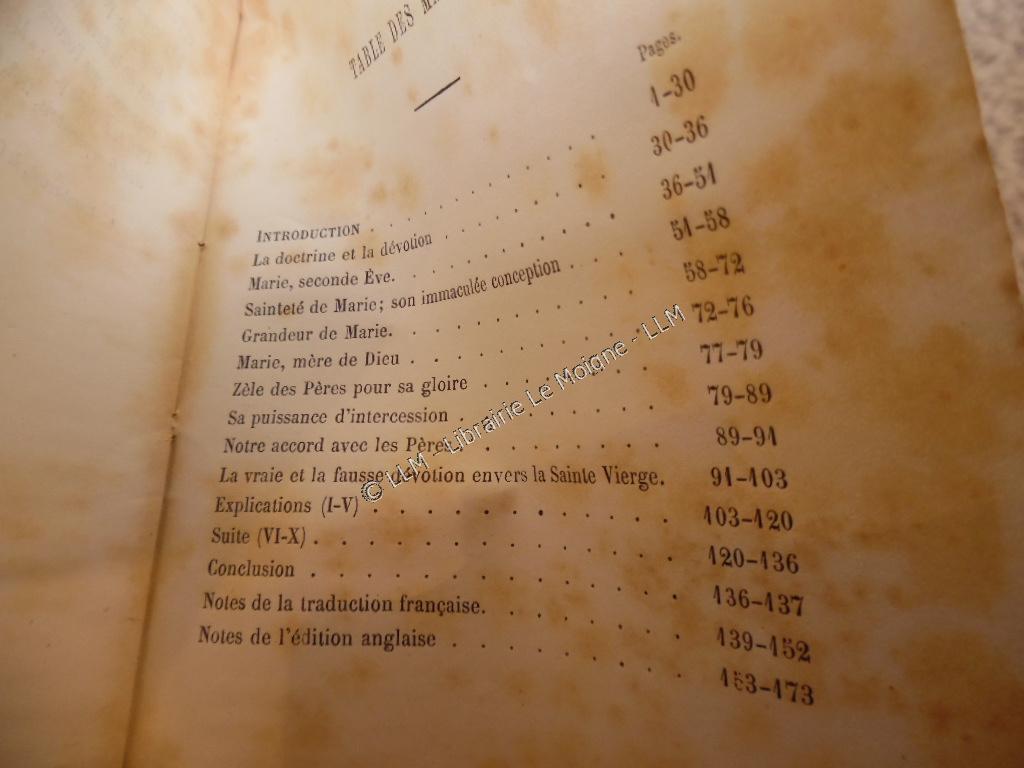 TABLE DES
Pages.
INTRODUCTION . . . . . . . . . 1-30
La doctrine et la dévotion . . . . . . . 30-36
Marie, seconde Ève. . . . . . . . . 36-51
Sainteté de Marie; son immaculée conception . . . 51-58
Grandeur de Marie. . . . . . . . . 58-72
Marie, mère de Dieu . . . . . . . . . 72-76
Zèle des Pères pour sa gloire . . . . . . . 77-79
Sa puissance d'intercession . . . . . . . . 79-89
Notre accord avec les Pères. . . . . . . . 89-91
La vraie et la fausse dévotion envers la Sainte Vierge. 91-103
Explications (I-V) . . . . . . . . . . . 103-120
Suite (VI-X) . . . . . . . . . . . . . 120-136
Conclusion . . . . . . . . . . . . . . 136-137
Notes de la traduction française. . . . . . . . 139-152
Notes de l'édition anglaise . . . . . . . . . 153-173
© LLM - Librairie Le Moigne - LLM